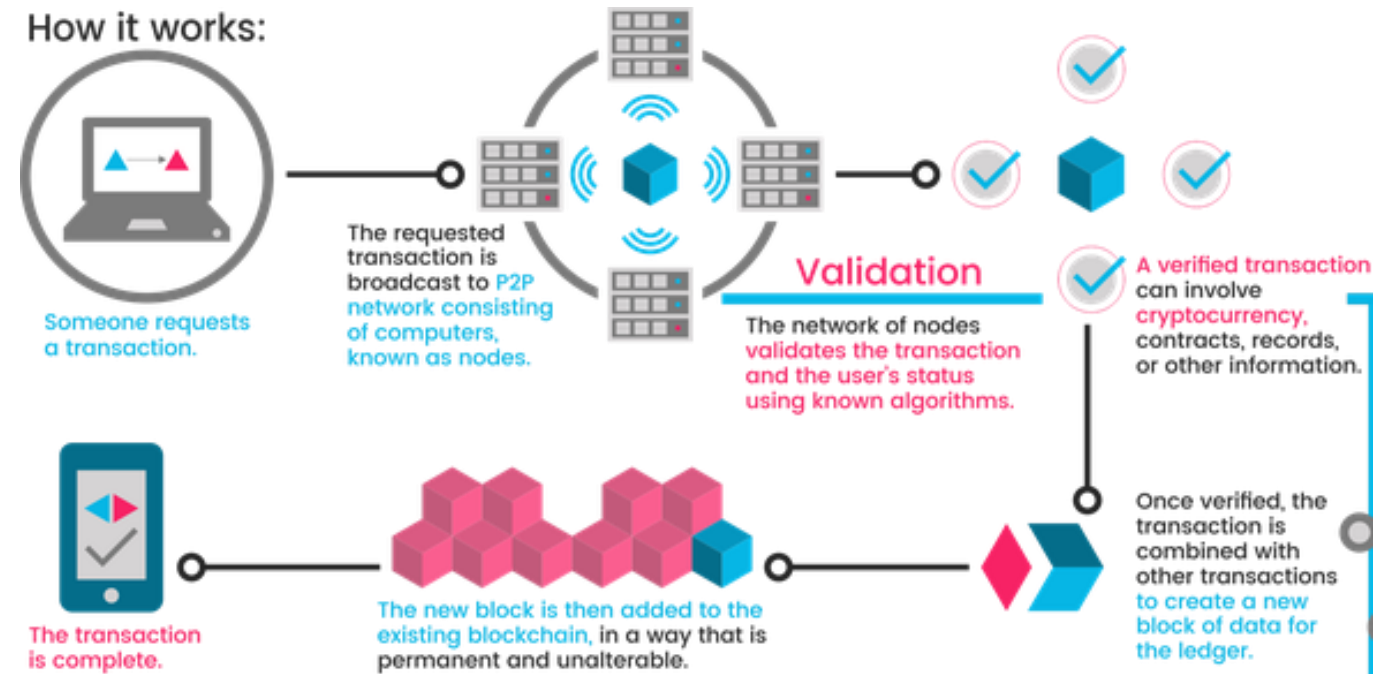 How it works:
Someone requests
a transaction.
The requested
transaction is
broadcast to P2P
network consisting
of computers,
known as nodes.
Validation
The network of nodes
validates the transaction
and the user's status
using known algorithms.
A verified transaction
can involve
cryptocurrency,
contracts, records,
or other information.
Once verified, the
transaction is
combined with
other transactions
to create a new
block of data for
the ledger.
The new block is then added to the
existing blockchain, in a way that is
permanent and unalterable.
The transaction
is complete.